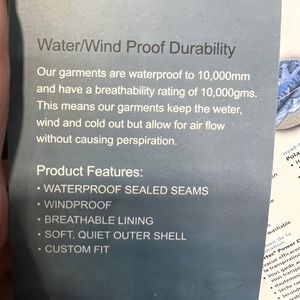 Water/Wind Proof Durability
Our garments are waterproof to 10,000mm
and have a breathability rating of 10,000gms.
This means our garments keep the weter,
wind and cold out but allow for air flow
without causing perspiration.
Product Features:
• WATERPROOF SEALED SEAMS
• WINDPROOF
• BREATHABLE LINING
• SOFT, QUIET OUTER SHELL
• CUSTOM FIT